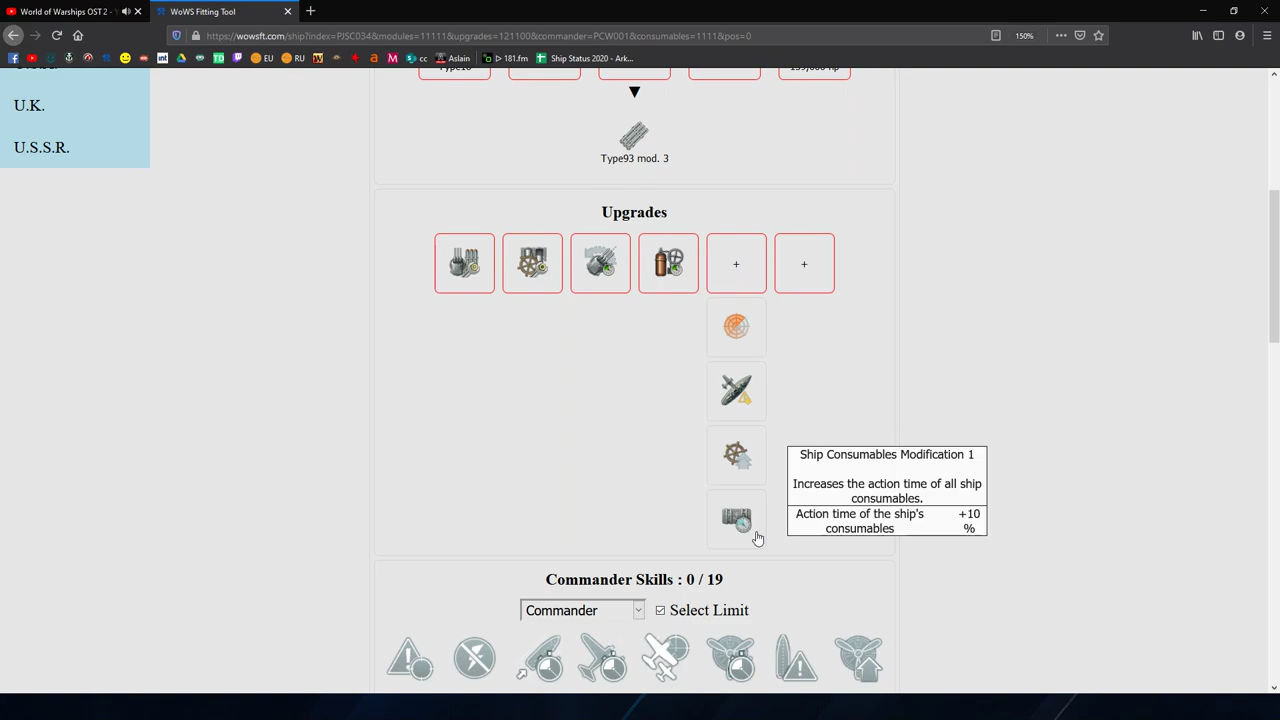 World of Warships OST 2 -
WoWS Fitting Tool
https://wowsft.com/ship?index=PJSC034&modules=11111&upgrades=121100&commander=PCW001&consumables=1111&pos=0
150%
EU
RU
int
TD
M
cc
Aslain
▷ 181.fm
Ship Status 2020 - Ark...
U.K.
U.S.S.R.
Type93 mod. 3
Upgrades
+
+
Ship Consumables Modification 1
Increases the action time of all ship
consumables.
Action time of the ship's +10
consumables %
Commander Skills : 0 / 19
Commander
Select Limit